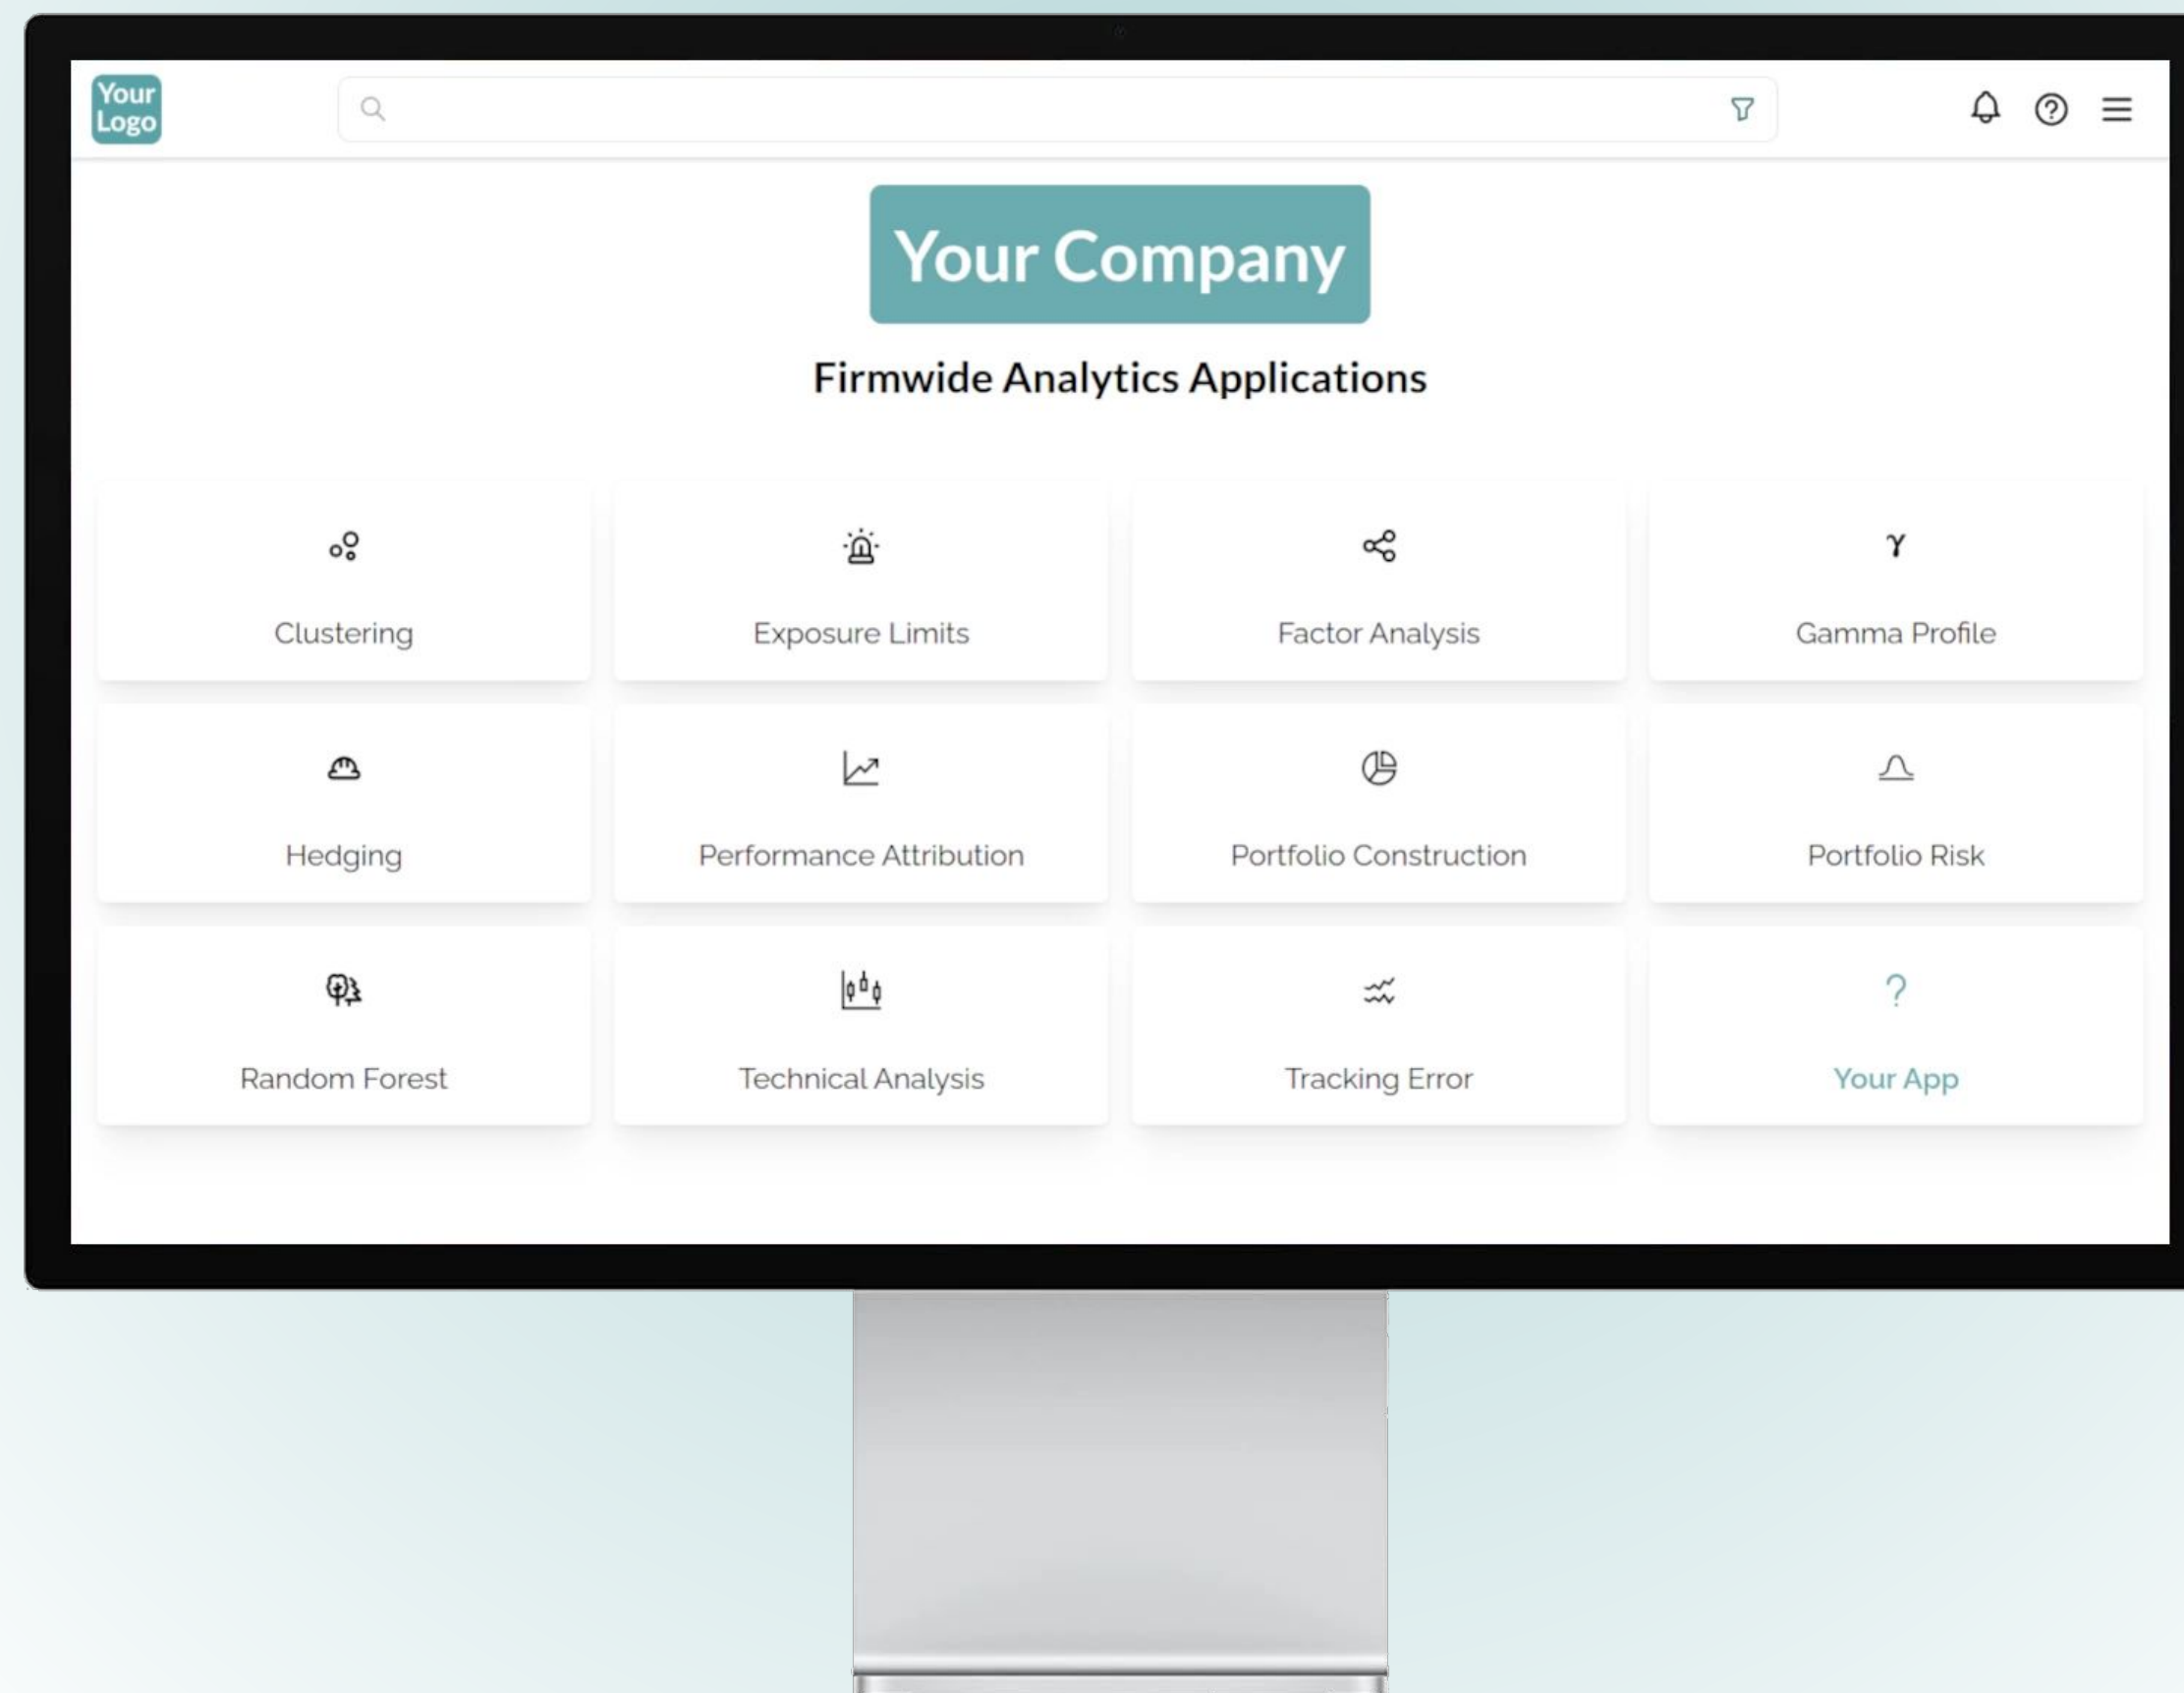 Your
Logo
Your Company
Firmwide Analytics Applications
Clustering
Exposure Limits
Factor Analysis
γ
Gamma Profile
Hedging
Performance Attribution
Portfolio Construction
Portfolio Risk
Random Forest
Technical Analysis
Tracking Error
?
Your App